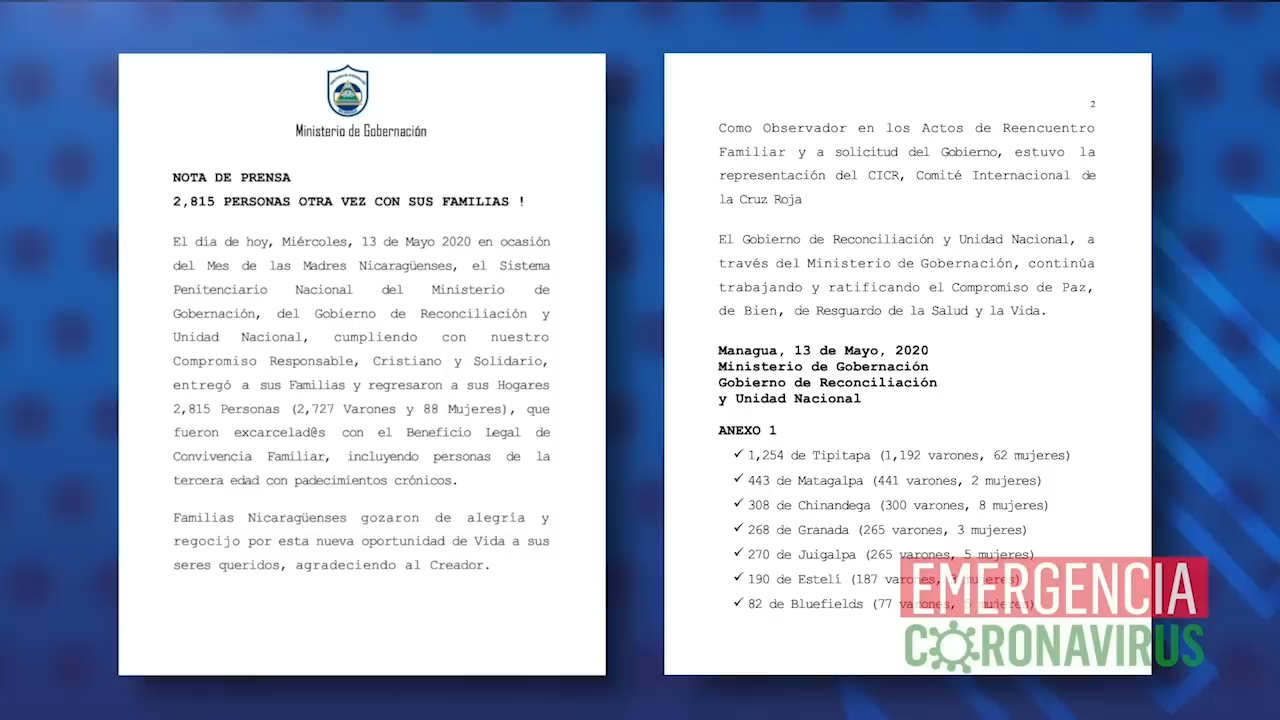 Ministerio de Gobernación
NOTA DE PRENSA
2,815 PERSONAS OTRA VEZ CON SUS FAMILIAS !
El día de hoy, Miércoles, 13 de Mayo 2020 en ocasión
del Mes de las Madres Nicaragüenses, el Sistema
Penitenciario Nacional del Ministerio de
Gobernación, del Gobierno de Reconciliación y
Unidad Nacional, cumpliendo con nuestro
Compromiso Responsable, Cristiano y Solidario,
entregó a sus Familias y regresaron a sus Hogares
2,815 Personas (2,727 Varones y 88 Mujeres), que
fueron excarcelad@s con el Beneficio Legal de
Convivencia Familiar, incluyendo personas de la
tercera edad con padecimientos crónicos.
Familias Nicaragüenses gozaron de alegría y
regocijo por esta nueva oportunidad de Vida a sus
seres queridos, agradeciendo al Creador.
2
Como Observador en los Actos de Reencuentro
Familiar y a solicitud del Gobierno, estuvo la
representación del CICR, Comité Internacional de
la Cruz Roja
El Gobierno de Reconciliación y Unidad Nacional, a
través del Ministerio de Gobernación, continúa
trabajando y ratificando el Compromiso de Paz,
de Bien, de Resguardo de la Salud y la Vida.
Managua, 13 de Mayo, 2020
Ministerio de Gobernación
Gobierno de Reconciliación
y Unidad Nacional
ANEXO 1
✓ 1,254 de Tipitapa (1,192 varones, 62 mujeres)
✓ 443 de Matagalpa (441 varones, 2 mujeres)
✓ 308 de Chinandega (300 varones, 8 mujeres)
✓ 268 de Granada (265 varones, 3 mujeres)
✓ 270 de Juigalpa (265 varones, 5 mujeres)
✓ 190 de Estelí (187 varones, 3 mujeres)
✓ 82 de Bluefields (77 varones, 5 mujeres)
EMERGENCIA
CORONAVIRUS